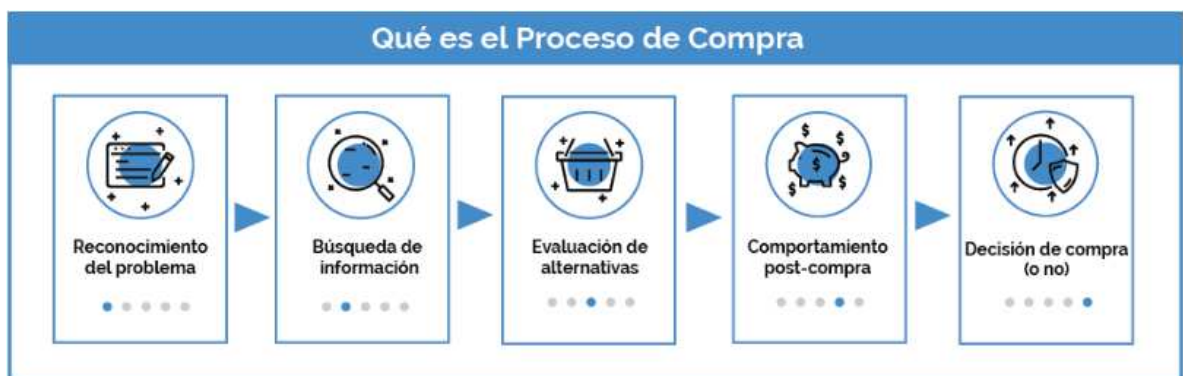 Qué es el Proceso de Compra
Reconocimiento
del problema
Búsqueda de
información
Evaluación de
alternativas
Comportamiento
post-compra
Decisión de compra
(o no)